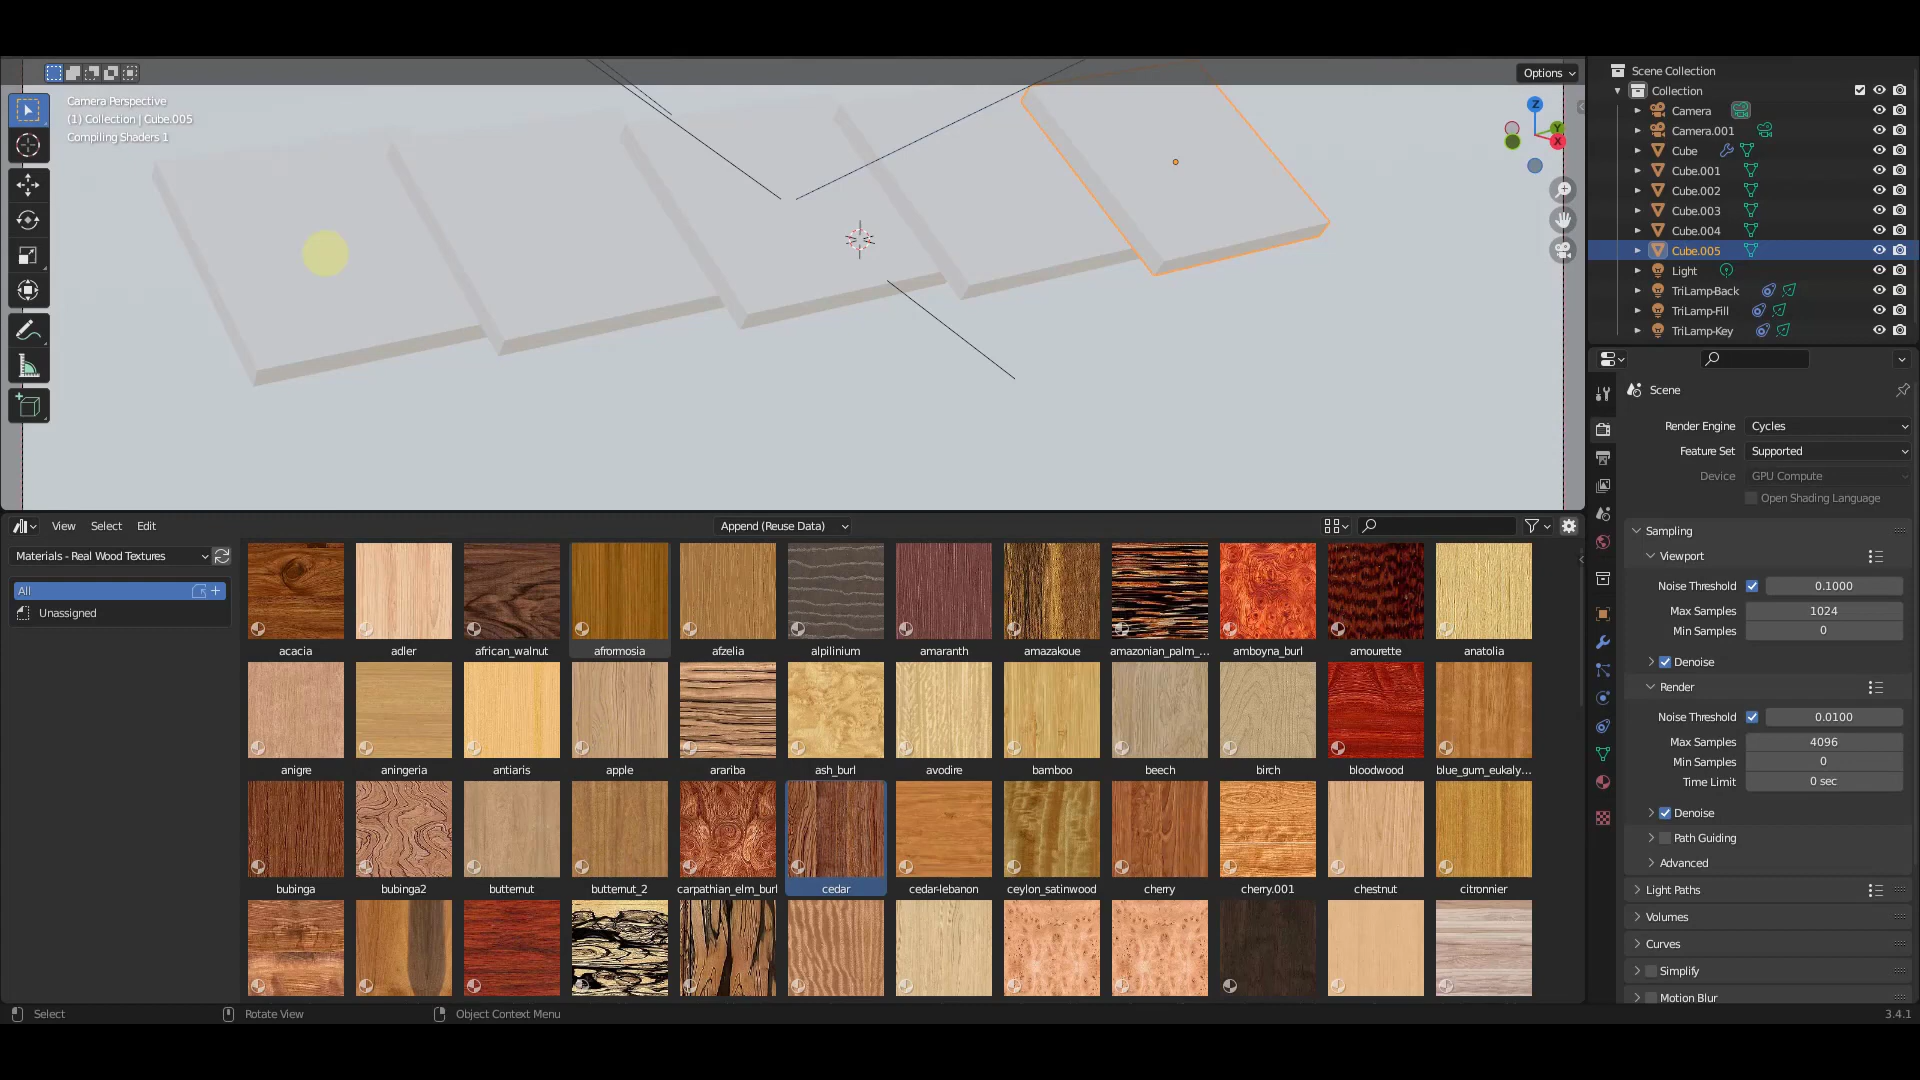 Options
Camera Perspective
(1) Collection | Cube.005
Compiling Shaders 1
Z
Y
X
Scene Collection
Collection
Camera
Camera.001
Cube
Cube.001
Cube.002
Cube.003
Cube.004
Cube.005
Light
TriLamp-Back
TriLamp-Fill
TriLamp-Key
Scene
Render Engine Cycles
Feature Set Supported
Device GPU Compute
Open Shading Language
Sampling
Viewport
Noise Threshold 0.1000
Max Samples 1024
Min Samples 0
Denoise
Render
Noise Threshold 0.0100
Max Samples 4096
Min Samples 0
Time Limit 0 sec
Denoise
Path Guiding
Advanced
Light Paths
Volumes
Curves
Simplify
Motion Blur
View Select Edit Append (Reuse Data)
Materials - Real Wood Textures
All
Unassigned
acacia adler african_walnut afrormosia afzelia alpilinium amaranth amazakoue amazonian_palm_... amboyna_burl amourette anatolia
anigre aningeria antiaris apple arariba ash_burl avodire bamboo beech birch bloodwood blue_gum_eukaly...
bubinga bubinga2 butternut butternut_2 carpathian_elm_burl cedar cedar-lebanon ceylon_satinwood cherry cherry.001 chestnut citronnier
Select Rotate View Object Context Menu 3.4.1